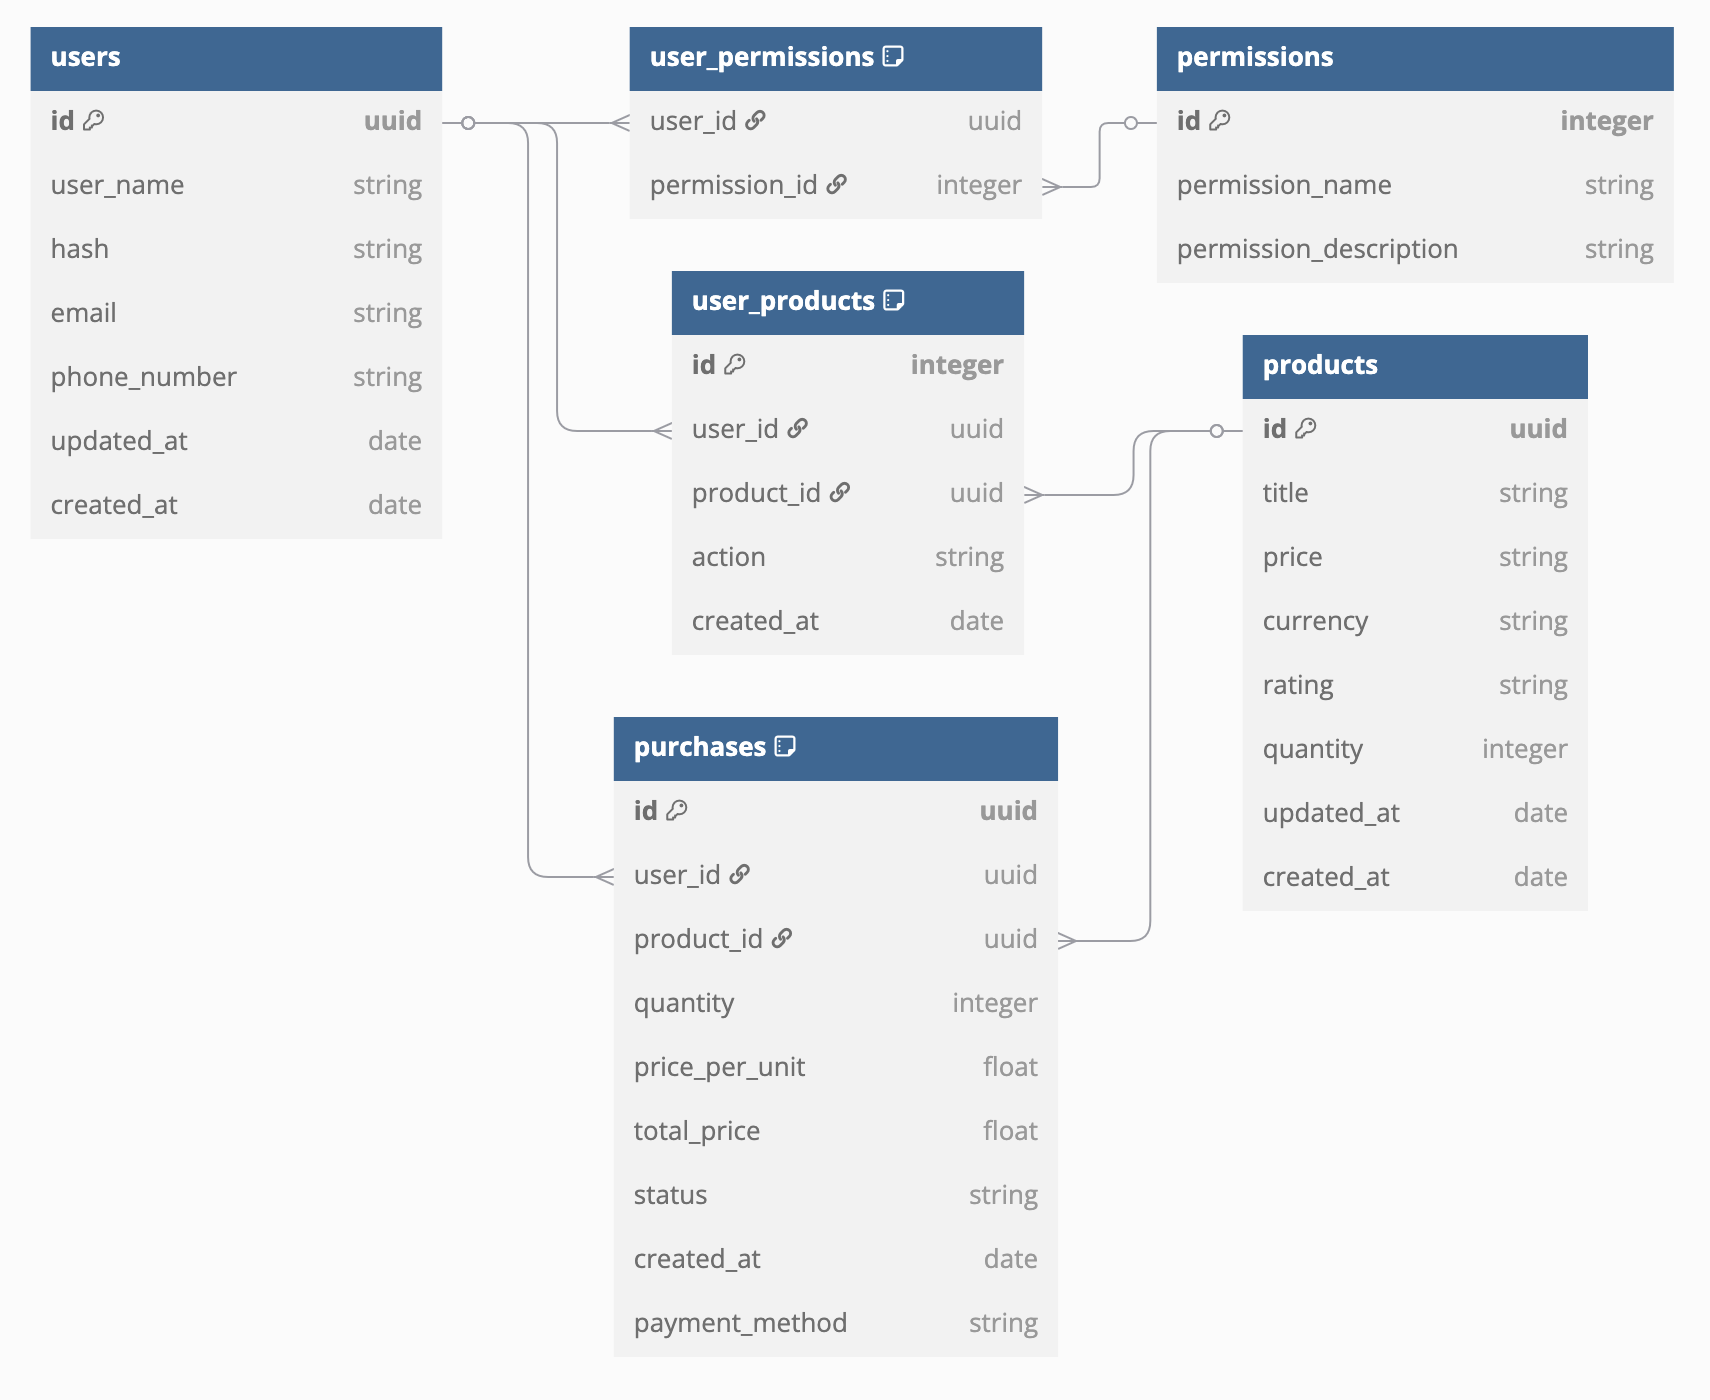 users
id uuid
user_name string
hash string
email string
phone_number string
updated_at date
created_at date
user_permissions
user_id uuid
permission_id integer
permissions
id integer
permission_name string
permission_description string
user_products
id integer
user_id uuid
product_id uuid
action string
created_at date
products
id uuid
title string
price string
currency string
rating string
quantity integer
updated_at date
created_at date
purchases
id uuid
user_id uuid
product_id uuid
quantity integer
price_per_unit float
total_price float
status string
created_at date
payment_method string